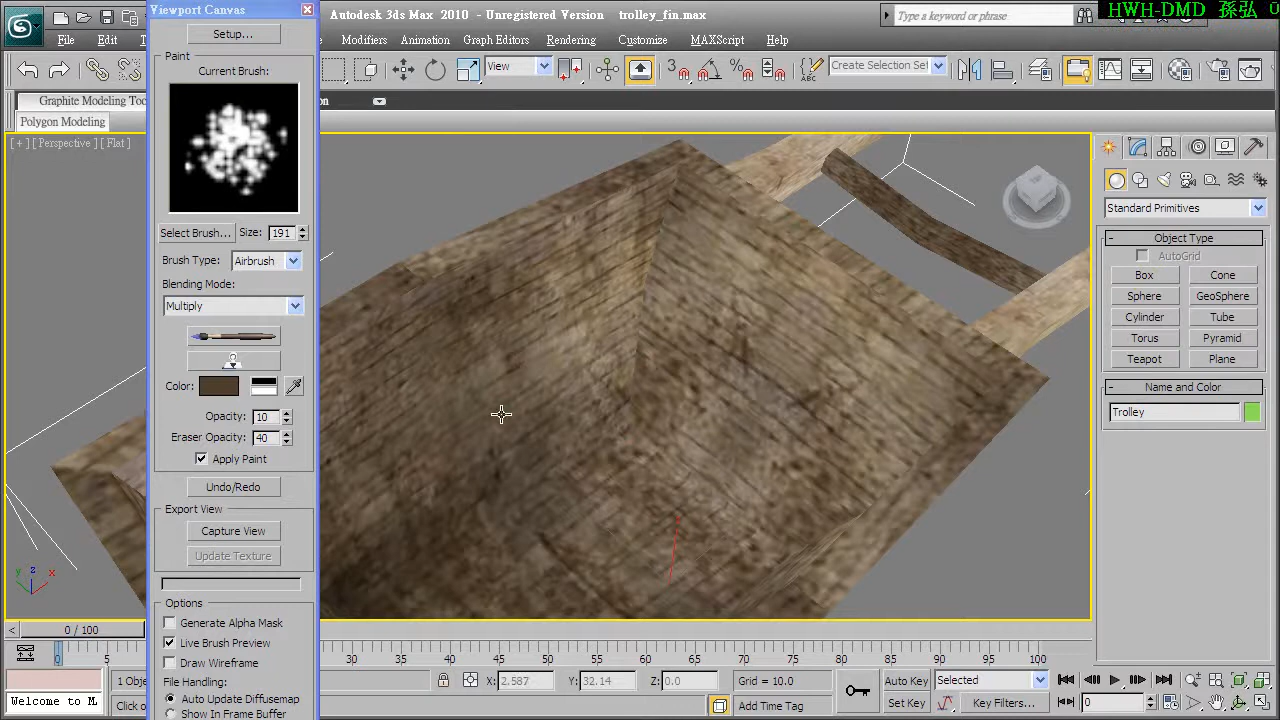 Viewport Canvas
Autodesk 3ds Max 2010 - Unregistered Version trolley_fin.max
Type a keyword or phrase
HWH-DMD 孫弘
File Edit Modifiers Animation Graph Editors Rendering Customize MAXScript Help
View
Create Selection Set
Graphite Modeling Too
Polygon Modeling
[ + ] [ Perspective ] [ Flat ]
Setup...
Paint
Current Brush:
Select Brush... Size: 191
Brush Type: Airbrush
Blending Mode:
Multiply
Color:
Opacity: 10
Eraser Opacity: 40
Apply Paint
Undo/Redo
Export View
Capture View
Update Texture
Options
Generate Alpha Mask
Live Brush Preview
Draw Wireframe
File Handling:
Auto Update Diffusemap
Show In Frame Buffer
Standard Primitives
Object Type
AutoGrid
Box Cone
Sphere GeoSphere
Cylinder Tube
Torus Pyramid
Teapot Plane
Name and Color
Trolley
z
y x
< 0 / 100
0 5 30 35 40 45 50 55 60 65 70 75 80 85 90 95 100
1 Obje X: 2.587 Y: 32.14 Z: 0.0 Grid = 10.0 Auto Key Selected
Welcome to M Click o Add Time Tag Set Key Key Filters... 0